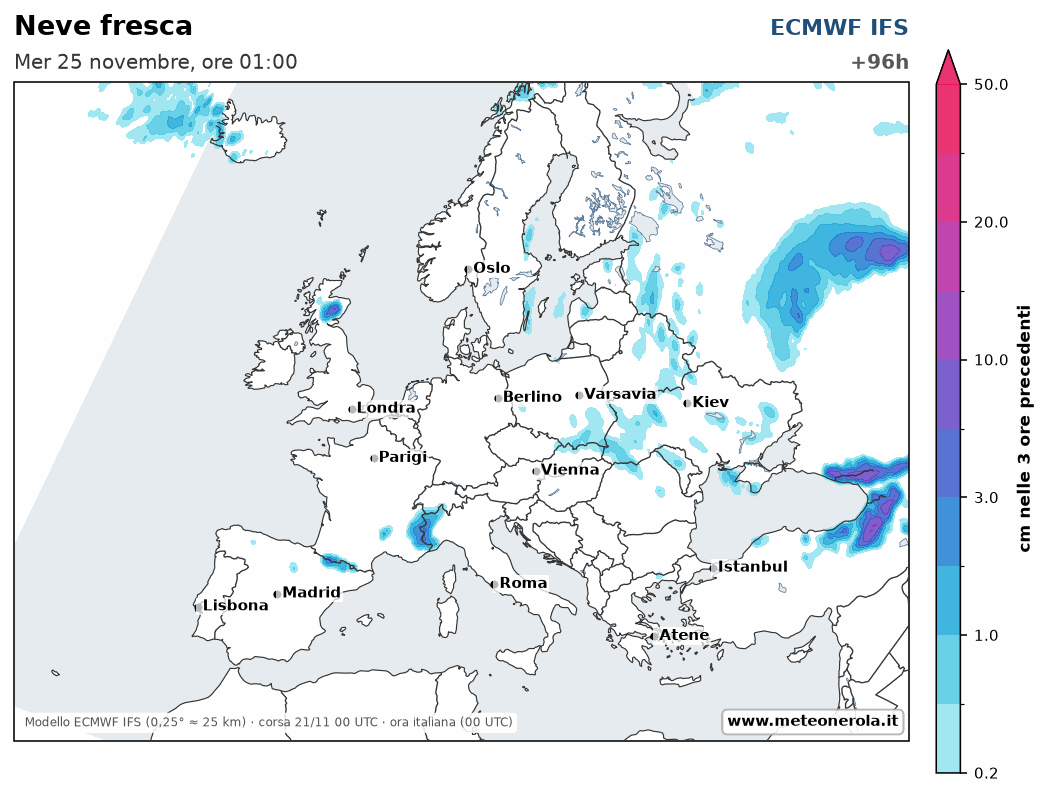 Neve fresca
ECMWF IFS
Mer 25 novembre, ore 01:00
+96h
50.0
20.0
10.0
3.0
1.0
0.2
cm nelle 3 ore precedenti
Oslo
Londra
Berlino
Varsavia
Kiev
Parigi
Vienna
Istanbul
Roma
Madrid
Lisbona
Atene
Modello ECMWF IFS (0,25° ≈ 25 km) · corsa 21/11 00 UTC · ora italiana (00 UTC)
www.meteonerola.it